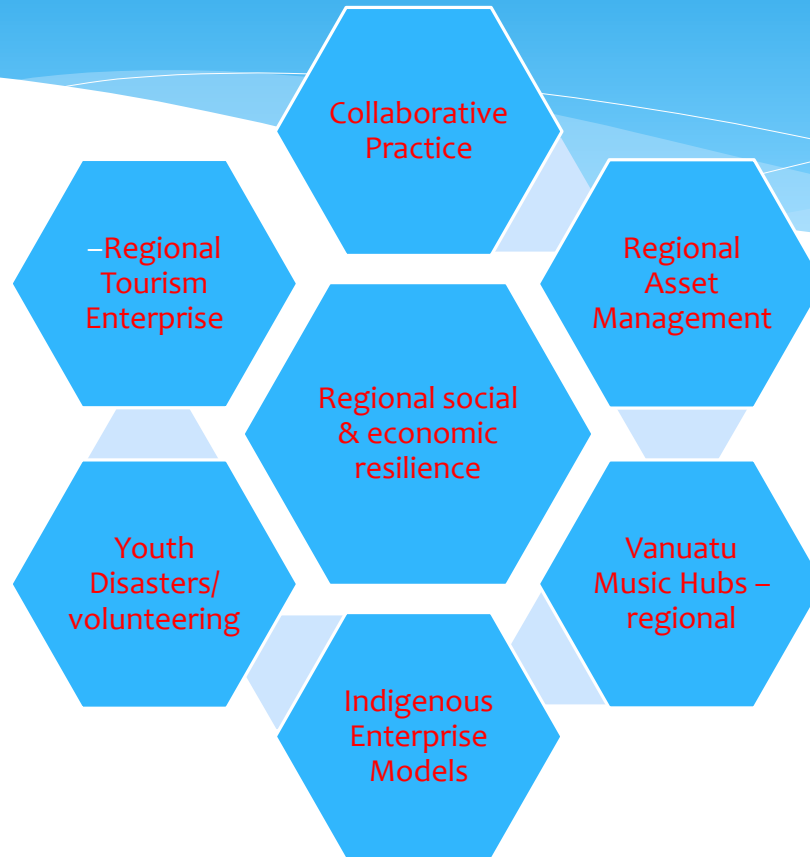 Collaborative
Practice
–Regional
Tourism
Enterprise
Regional
Asset
Management
Regional social
& economic
resilience
Youth
Disasters/
volunteering
Vanuatu
Music Hubs –
regional
Indigenous
Enterprise
Models